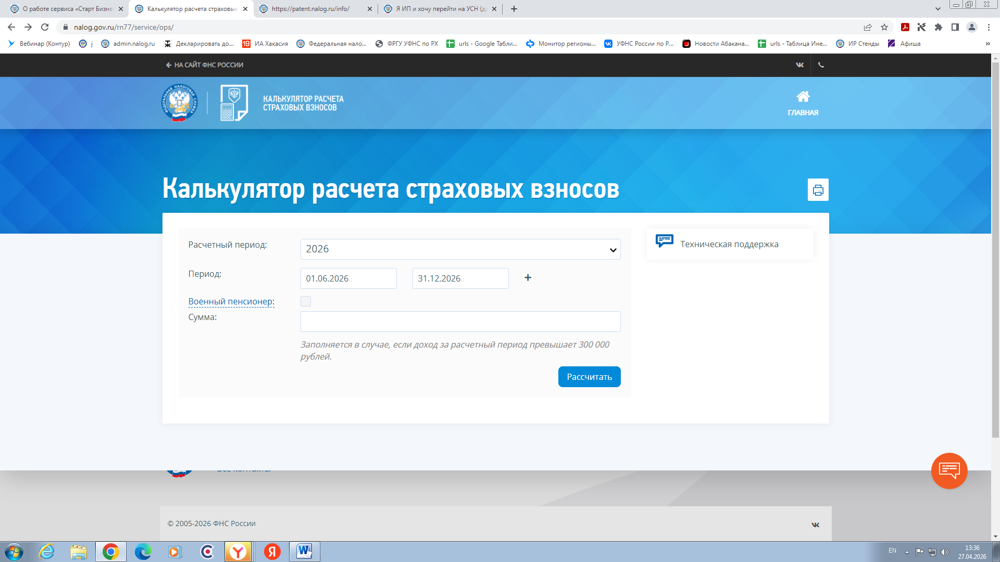 О работе сервиса «Старт Бизне
Калькулятор расчета страховых
https://patent.nalog.ru/info/
Я ИП и хочу перейти на УСН (до
nalog.gov.ru/rn77/service/ops/
Вебинар (Контур)
j
admin.nalog.ru
Декларировать до...
19
ИА Хакасия
Федеральная нало...
ФРГУ УФНС по РХ
urls - Google Табли...
Монитор регионы...
УФНС России по Р...
Новости Абакана...
urls - Таблица Ине...
ИР Стенды
Афиша
НА САЙТ ФНС РОССИИ
ФЕДЕРАЛЬНАЯ НАЛОГОВАЯ СЛУЖБА
КАЛЬКУЛЯТОР РАСЧЕТА
СТРАХОВЫХ ВЗНОСОВ
ГЛАВНАЯ
Калькулятор расчета страховых взносов
Расчетный период:
2026
Техническая поддержка
Период:
01.06.2026
31.12.2026
+
Военный пенсионер:
Сумма:
Заполняется в случае, если доход за расчетный период превышает 300 000
рублей.
Рассчитать
© 2005-2026 ФНС России
EN
13:36
27.04.2026